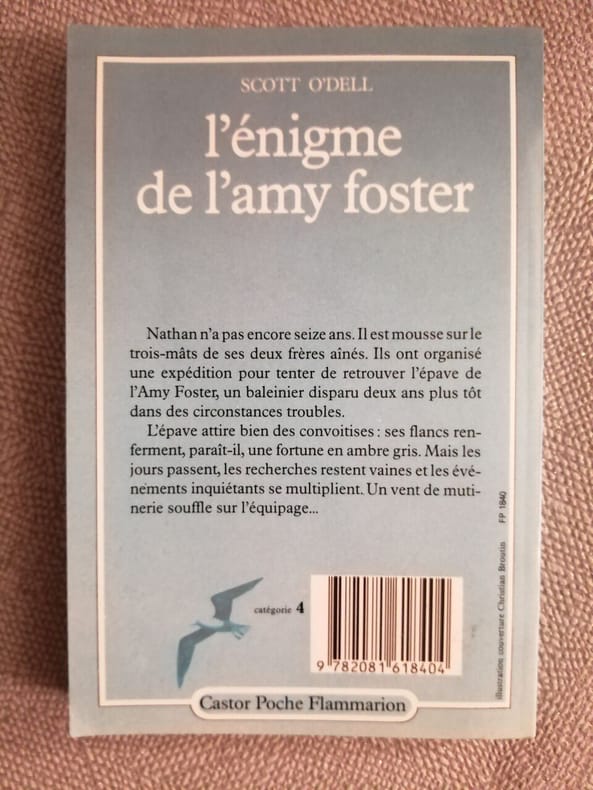 SCOTT O'DELL
l'énigme
de l'amy foster
Nathan n'a pas encore seize ans. Il est mousse sur le
trois-mâts de ses deux frères aînés. Ils ont organisé
une expédition pour tenter de retrouver l'épave de
l'Amy Foster, un baleinier disparu deux ans plus tôt
dans des circonstances troubles.
L'épave attire bien des convoitises : ses flancs ren-
ferment, paraît-il, une fortune en ambre gris. Mais les
jours passent, les recherches restent vaines et les évé-
nements inquiétants se multiplient. Un vent de muti-
nerie souffle sur l'équipage...
catégorie 4
9 782081 618404
illustration couverture Christian Broutin FP 1840
Castor Poche Flammarion